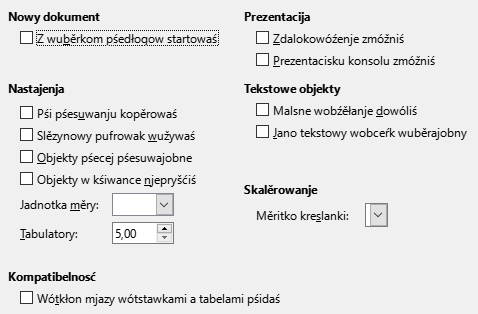 Nowy dokument
Z wuběrkom pśedłogow startowaś
Nastajenja
Pśi pśesuwanju kopěrowaś
Slězynowy pufrowak wužywaś
Objekty pśecej pśesuwajobne
Objekty w kśiwance njepryšćiś
Jadnotka měry:
Tabulatory: 5,00
Kompatibelnosć
Wótkłon mjazy wótstawkami a tabelami pśidaś
Prezentacija
Zdalokowóźenje zmóžniś
Prezentacisku konsolu zmóžniś
Tekstowe objekty
Malsne wobźěłanje dowóliś
Jano tekstowy wobceŕk wuběrajobny
Skalěrowanje
Měritko kreslanki: